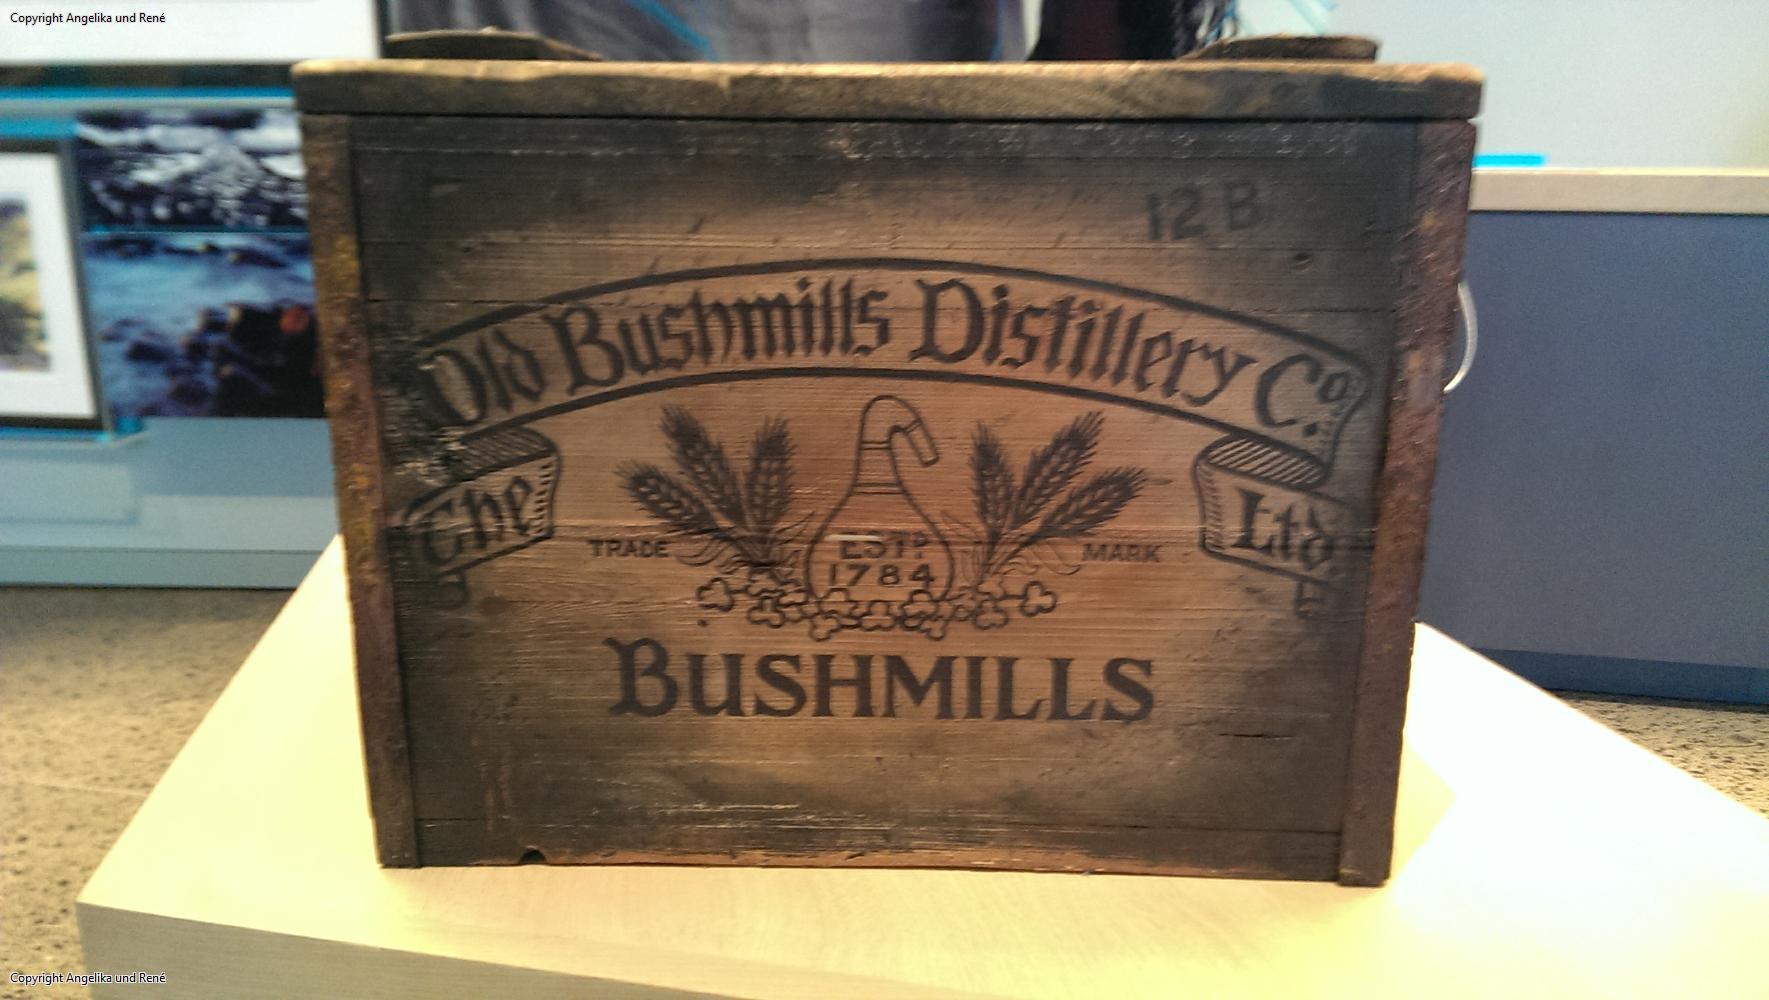 Copyright Angelika und René
12 B
The Old Bushmills Distillery Co. Ltd.
TRADE MARK
ESTD
1784
BUSHMILLS
Copyright Angelika und René